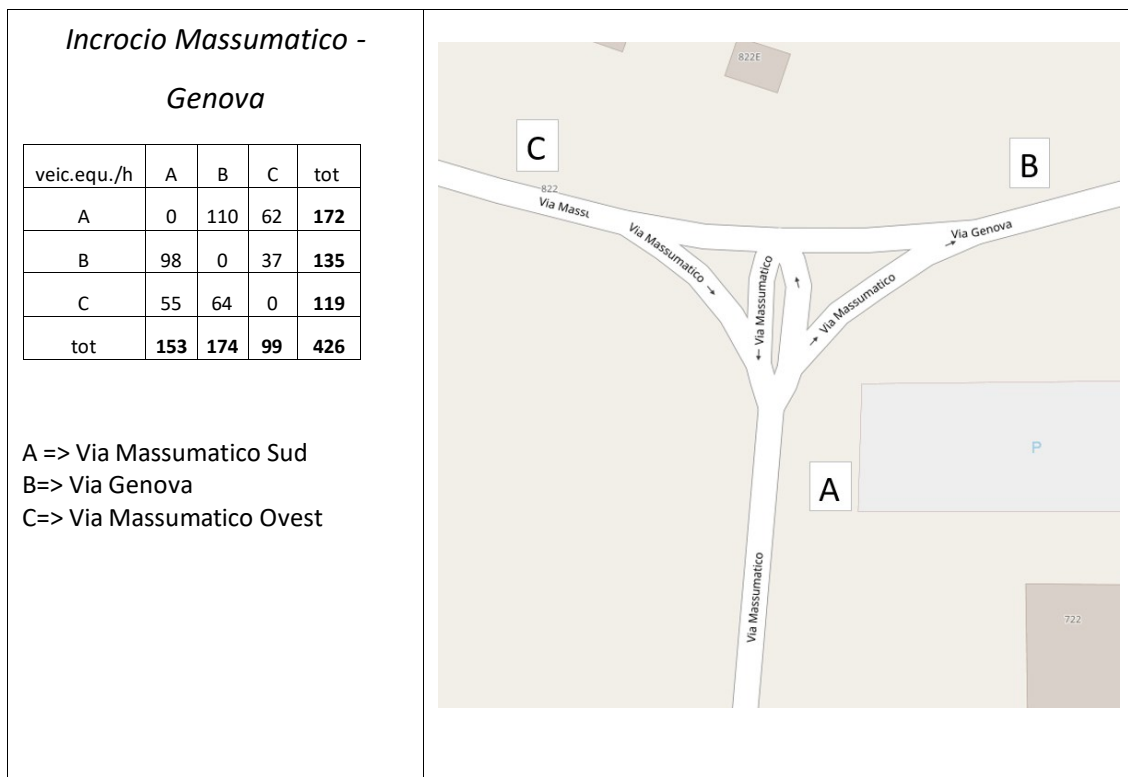 Incrocio Massumatico -
Genova
veic.equ./h A B C tot
A 0 110 62 172
B 98 0 37 135
C 55 64 0 119
tot 153 174 99 426
A => Via Massumatico Sud
B=> Via Genova
C=> Via Massumatico Ovest
822E
C
B
822
Via Massu
Via Massumatico
Via Genova
Via Massumatico
Via Massumatico
P
A
Via Massumatico
722